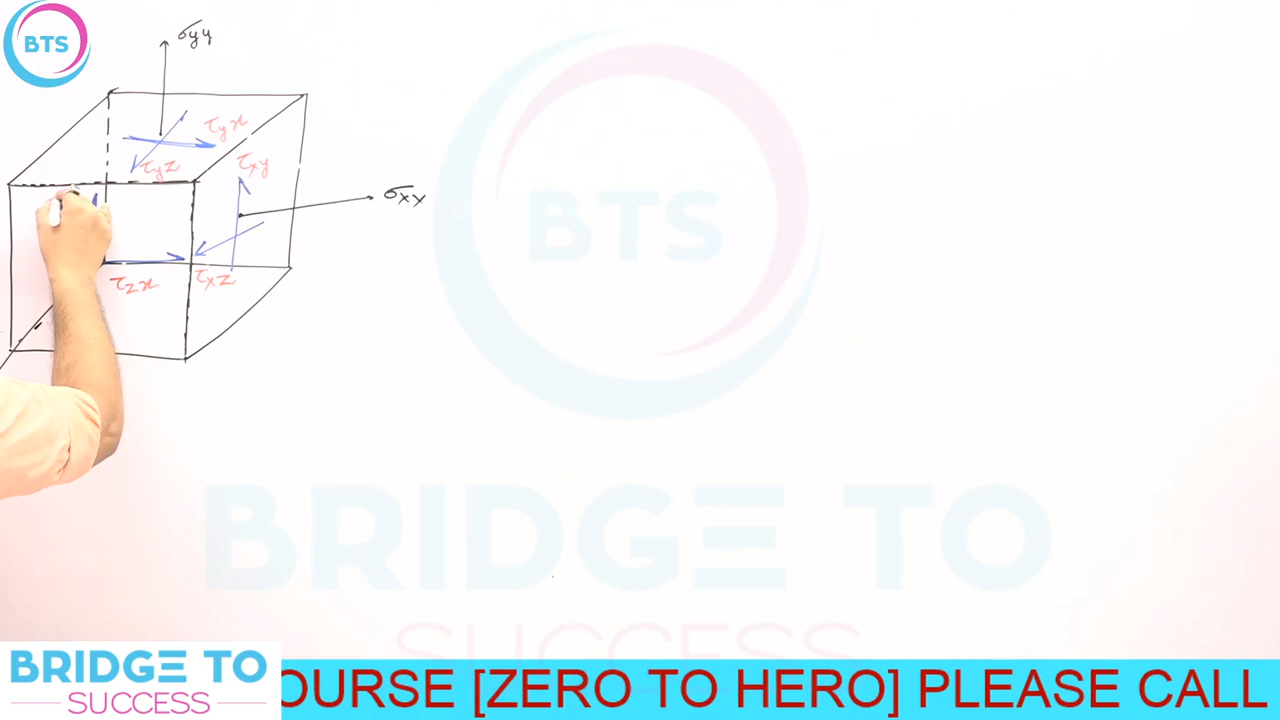 BTS
σyy
τyx
τyz
τxy
σxx
τzx
τxz
BTS
BRIDGE TO
SUCCESS
BRIDGE TO
SUCCESS
OURSE [ZERO TO HERO] PLEASE CALL